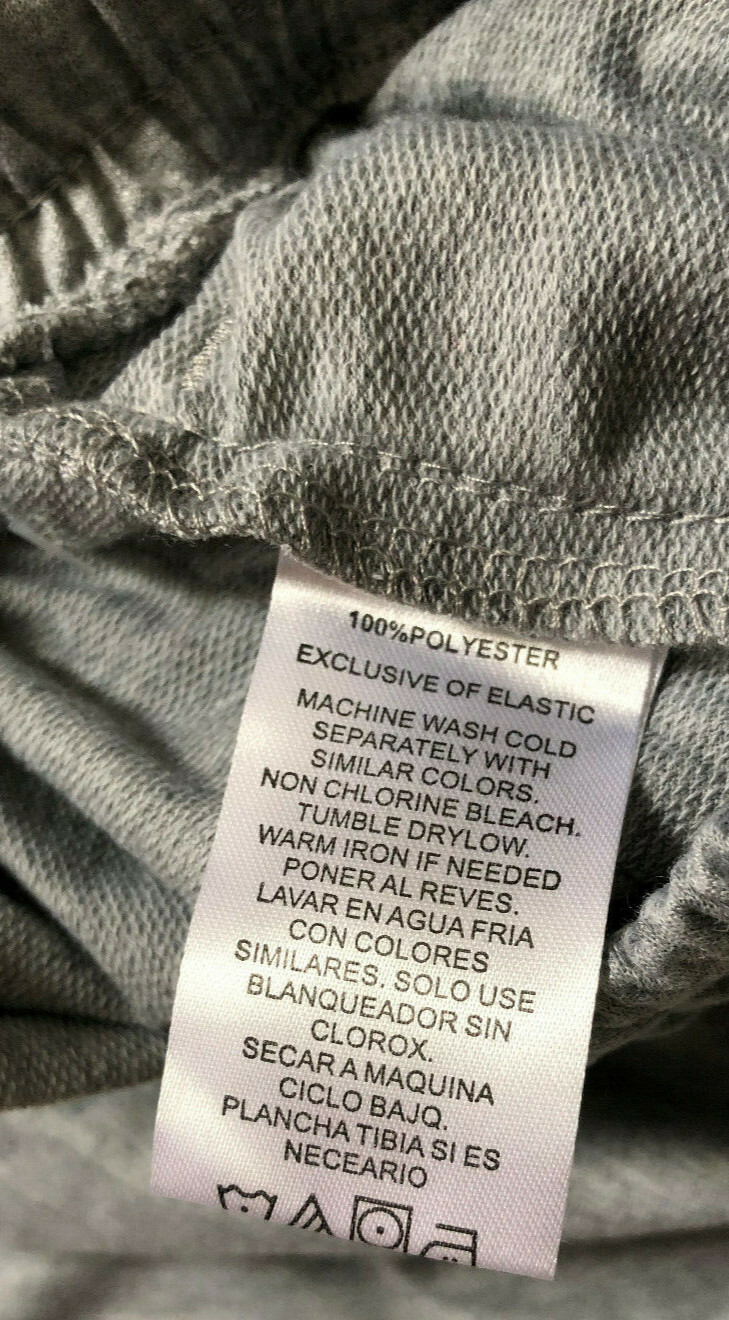 100%POLYESTER
EXCLUSIVE OF ELASTIC
MACHINE WASH COLD
SEPARATELY WITH
SIMILAR COLORS.
NON CHLORINE BLEACH.
TUMBLE DRYLOW.
WARM IRON IF NEEDED
PONER AL REVES.
LAVAR EN AGUA FRIA
CON COLORES
SIMILARES. SOLO USE
BLANQUEADOR SIN
CLOROX.
SECAR A MAQUINA
CICLO BAJQ.
PLANCHA TIBIA SI ES
NECEARIO